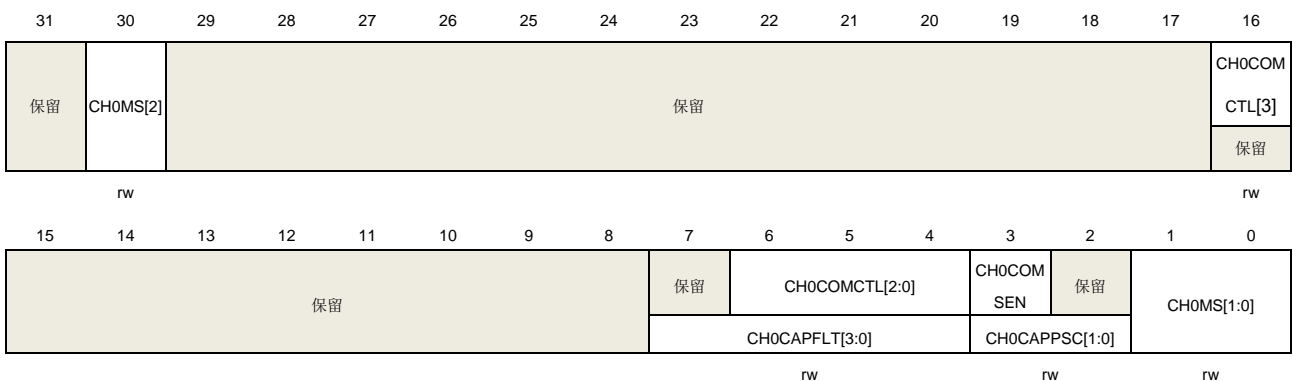 31 30 29 28 27 26 25 24 23 22 21 20 19 18 17 16
保留 CH0MS[2] 保留 CH0COM
CTL[3]
保留
rw rw
15 14 13 12 11 10 9 8 7 6 5 4 3 2 1 0
保留 保留 CH0COMCTL[2:0] CH0COM
SEN 保留 CH0MS[1:0]
CH0CAPFLT[3:0] CH0CAPPSC[1:0]
rw rw rw